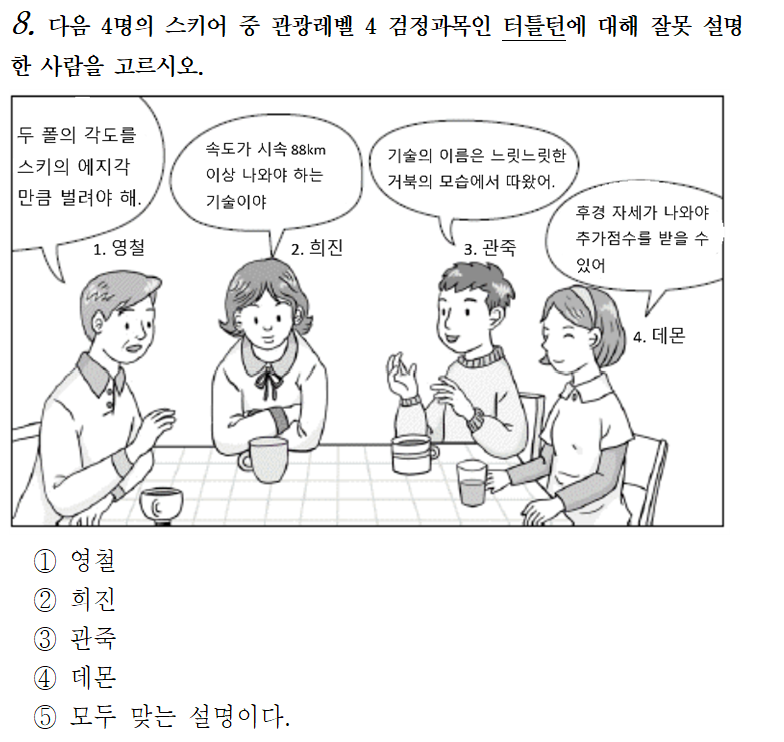 8. 다음 4명의 스키어 중 관광레벨 4 검정과목인 터틀턴에 대해 잘못 설명
한 사람을 고르시오.
두 폴의 각도를
스키의 에지각
만큼 벌려야 해.
1. 영철
속도가 시속 88km
이상 나와야 하는
기술이야
2. 희진
기술의 이름은 느릿느릿한
거북의 모습에서 따왔어.
3. 관죽
후경 자세가 나와야
추가점수를 받을 수
있어
4. 데몬
① 영철
② 희진
③ 관죽
④ 데몬
⑤ 모두 맞는 설명이다.